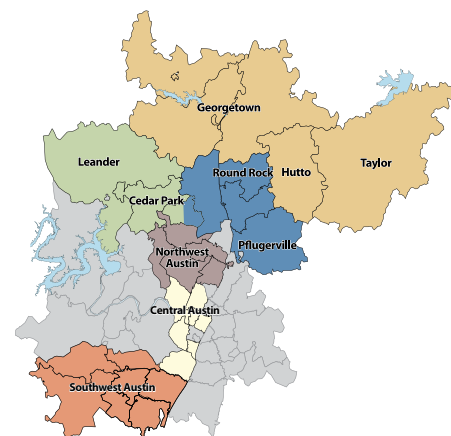 Georgetown
Leander
Round Rock
Hutto
Taylor
Cedar Park
Pflugerville
Northwest
Austin
Central Austin
Southwest Austin